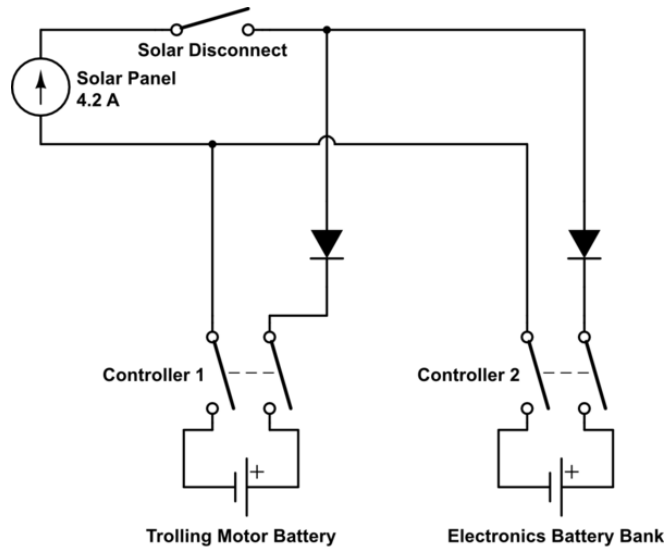 Solar Disconnect
Solar Panel
4.2 A
Controller 1
Controller 2
+
+
Trolling Motor Battery
Electronics Battery Bank